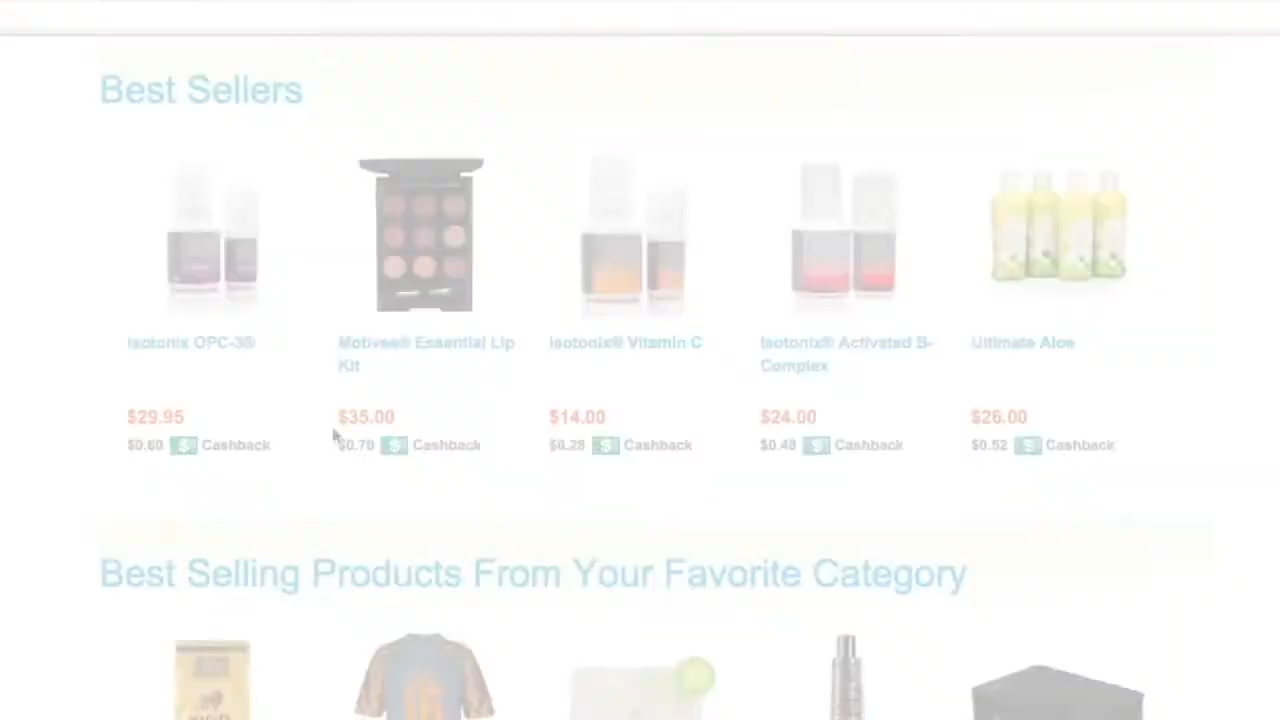 Best Sellers
Isotonix OPC-3®
Motives® Essential Lip
Kit
Isotonix® Vitamin C
Isotonix® Activated B-
Complex
Ultimate Aloe
$29.95
$35.00
$14.00
$24.00
$26.00
$0.60 $ Cashback
$0.70 $ Cashback
$0.28 $ Cashback
$0.48 $ Cashback
$0.52 $ Cashback
Best Selling Products From Your Favorite Category